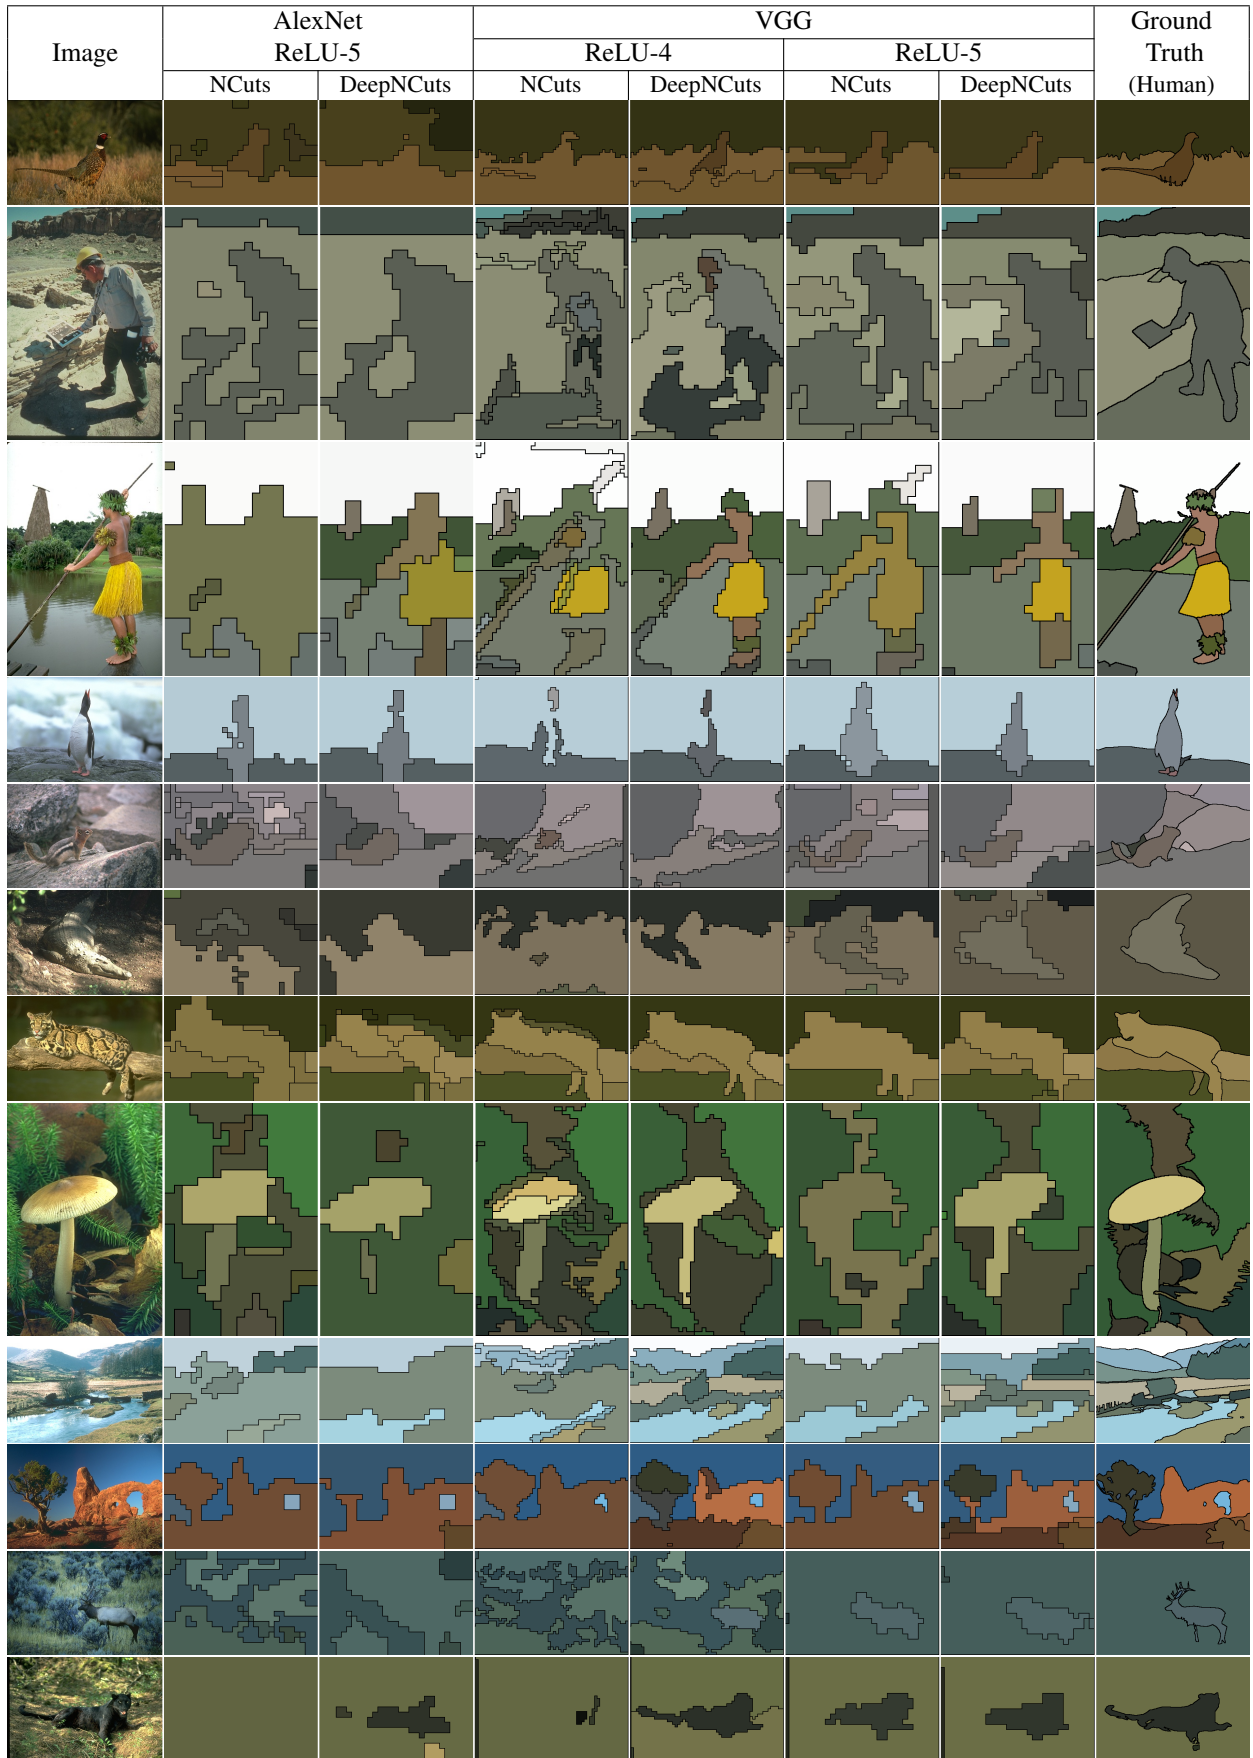 AlexNet VGG Ground
Image ReLU-5 ReLU-4 ReLU-5 Truth
NCuts DeepNCuts NCuts DeepNCuts NCuts DeepNCuts (Human)